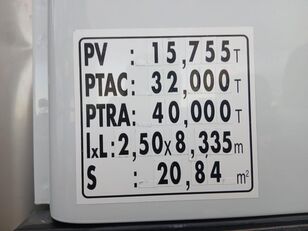 PV : 15,755 T
PTAC : 32,000 T
PTRA : 40,000 T
lxL : 2,50x8,335 m
S : 20,84 m²